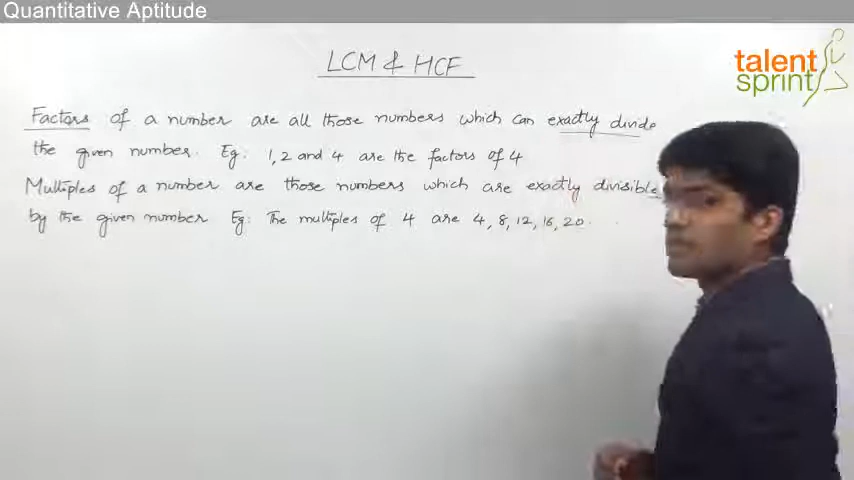 Quantitative Aptitude
LCM & HCF
talent
sprint
Factors of a number are all those numbers which can exactly divide
the given number. Eg: 1, 2 and 4 are the factors of 4
Multiples of a number are those numbers which are exactly divisible
by the given number Eg: The multiples of 4 are 4, 8, 12, 16, 20.